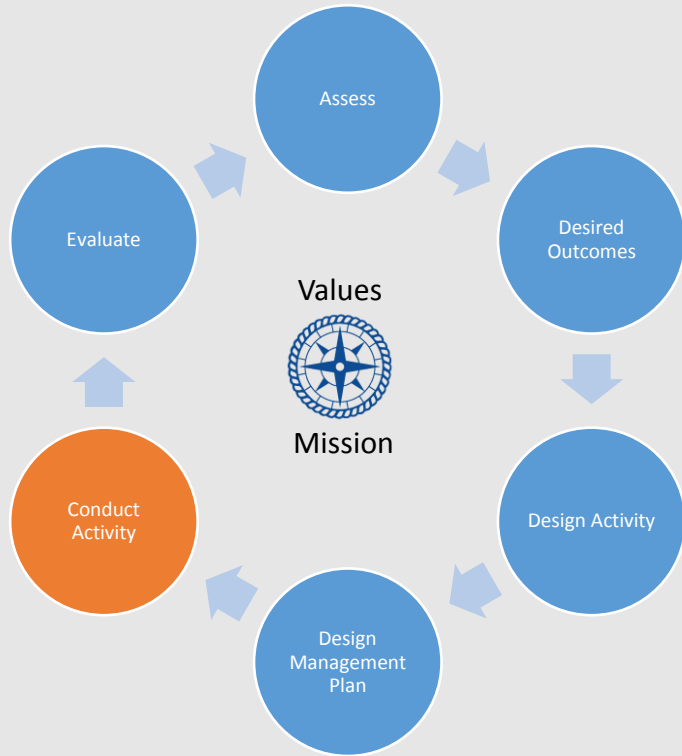 Assess
Desired
Outcomes
Design Activity
Design
Management
Plan
Conduct
Activity
Evaluate
Values
Mission